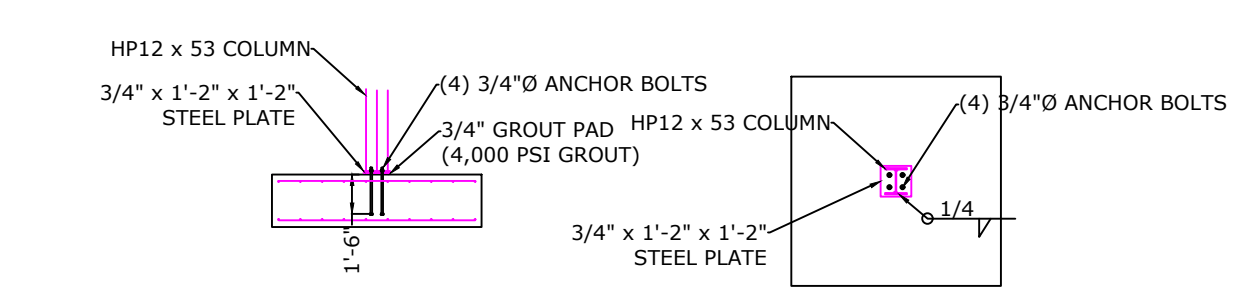 HP12 x 53 COLUMN
3/4" x 1'-2" x 1'-2"
STEEL PLATE
(4) 3/4"Ø ANCHOR BOLTS
3/4" GROUT PAD
(4,000 PSI GROUT)
1'-6"
HP12 x 53 COLUMN
(4) 3/4"Ø ANCHOR BOLTS
1/4
3/4" x 1'-2" x 1'-2"
STEEL PLATE